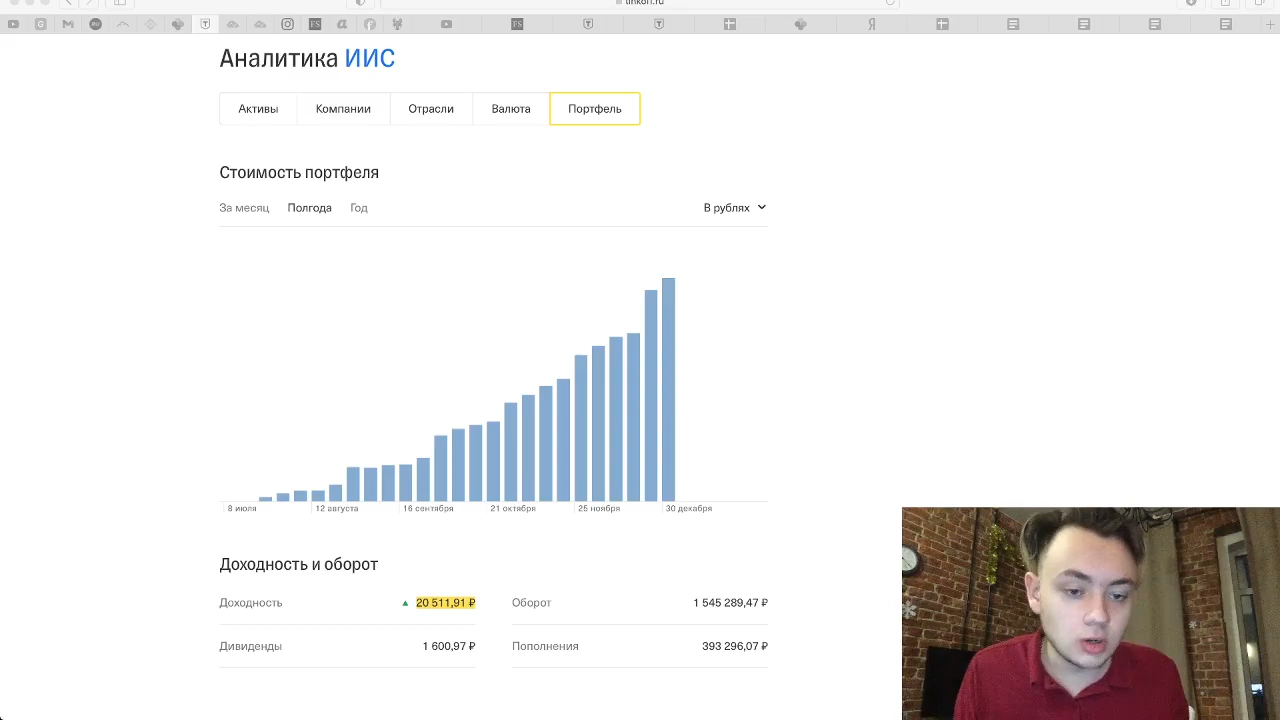 Аналитика ИИС
Активы Компании Отрасли Валюта Портфель
Стоимость портфеля
За месяц Полгода Год В рублях
8 июля 12 августа 16 сентября 21 октября 25 ноября 30 декабря
Доходность и оборот
Доходность ▲ 20 511,91 ₽ Оборот 1 545 289,47 ₽
Дивиденды 1 600,97 ₽ Пополнения 393 296,07 ₽